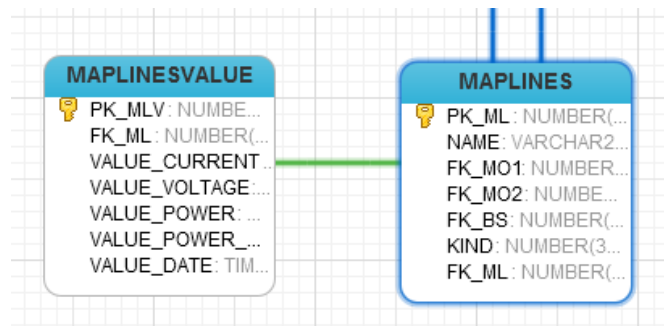 MAPLINESVALUE
PK_MLV: NUMBE...
FK_ML: NUMBER(...
VALUE_CURRENT...
VALUE_VOLTAGE:...
VALUE_POWER: ...
VALUE_POWER_...
VALUE_DATE: TIM...
MAPLINES
PK_ML: NUMBER(...
NAME: VARCHAR2...
FK_MO1: NUMBER...
FK_MO2: NUMBE...
FK_BS: NUMBER(...
KIND: NUMBER(3...
FK_ML: NUMBER(...